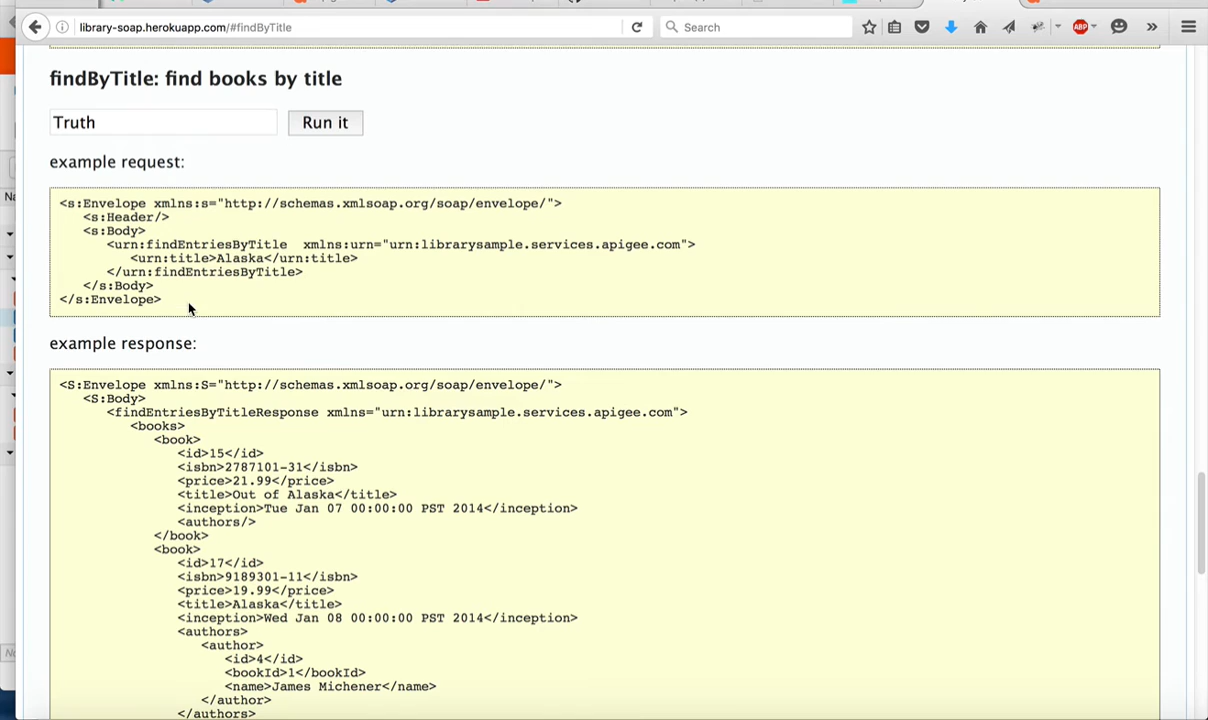 library-soap.herokuapp.com/#findByTitle
Search
ABP
findByTitle: find books by title
Truth
Run it
example request:
<s:Envelope xmlns:s="http://schemas.xmlsoap.org/soap/envelope/">
<s:Header/>
<s:Body>
<urn:findEntriesByTitle  xmlns:urn="urn:librarysample.services.apigee.com">
<urn:title>Alaska</urn:title>
</urn:findEntriesByTitle>
</s:Body>
</s:Envelope>
example response:
<S:Envelope xmlns:S="http://schemas.xmlsoap.org/soap/envelope/">
<S:Body>
<findEntriesByTitleResponse xmlns="urn:librarysample.services.apigee.com">
<books>
<book>
<id>15</id>
<isbn>2787101-31</isbn>
<price>21.99</price>
<title>Out of Alaska</title>
<inception>Tue Jan 07 00:00:00 PST 2014</inception>
<authors/>
</book>
<book>
<id>17</id>
<isbn>9189301-11</isbn>
<price>19.99</price>
<title>Alaska</title>
<inception>Wed Jan 08 00:00:00 PST 2014</inception>
<authors>
<author>
<id>4</id>
<bookId>1</bookId>
<name>James Michener</name>
</author>
</authors>